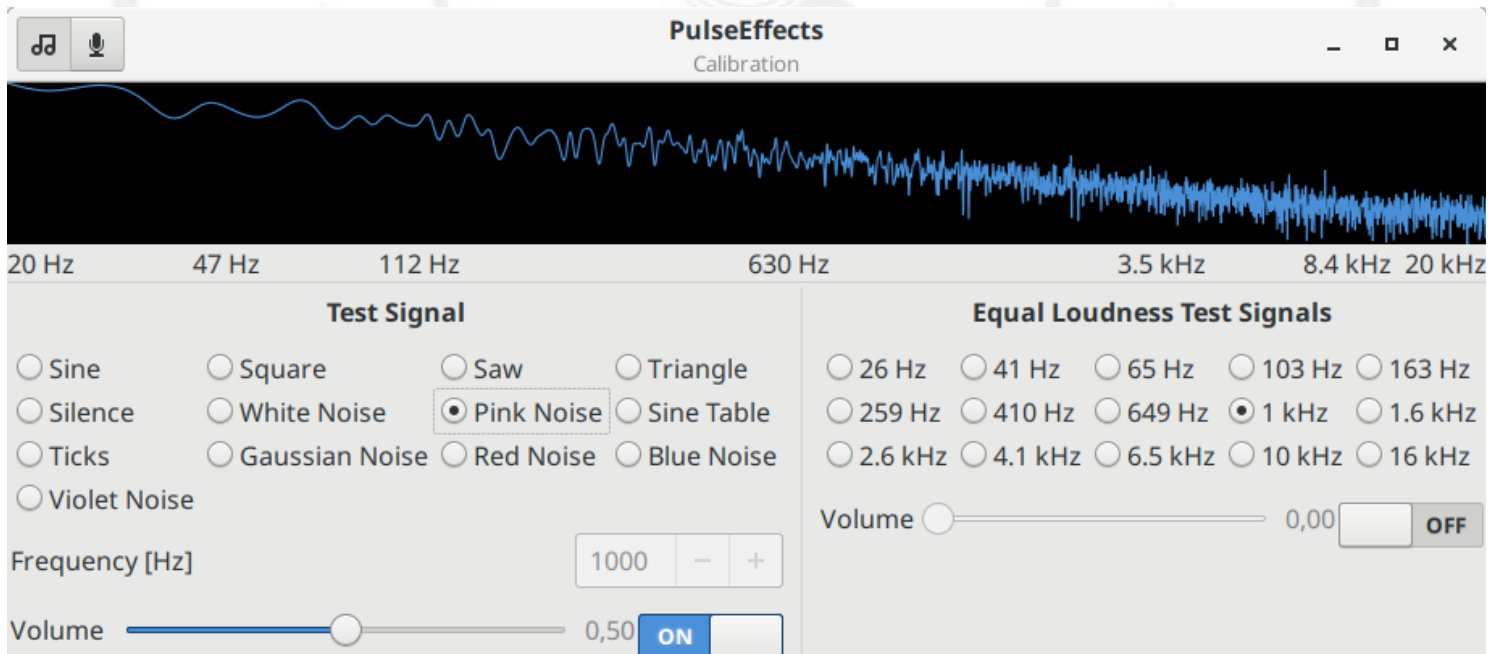 PulseEffects
Calibration
20 Hz 47 Hz 112 Hz 630 Hz 3.5 kHz 8.4 kHz 20 kHz
Test Signal
Sine Square Saw Triangle
Silence White Noise Pink Noise Sine Table
Ticks Gaussian Noise Red Noise Blue Noise
Violet Noise
Frequency [Hz] 1000 − +
Volume 0,50 ON
Equal Loudness Test Signals
26 Hz 41 Hz 65 Hz 103 Hz 163 Hz
259 Hz 410 Hz 649 Hz 1 kHz 1.6 kHz
2.6 kHz 4.1 kHz 6.5 kHz 10 kHz 16 kHz
Volume 0,00 OFF